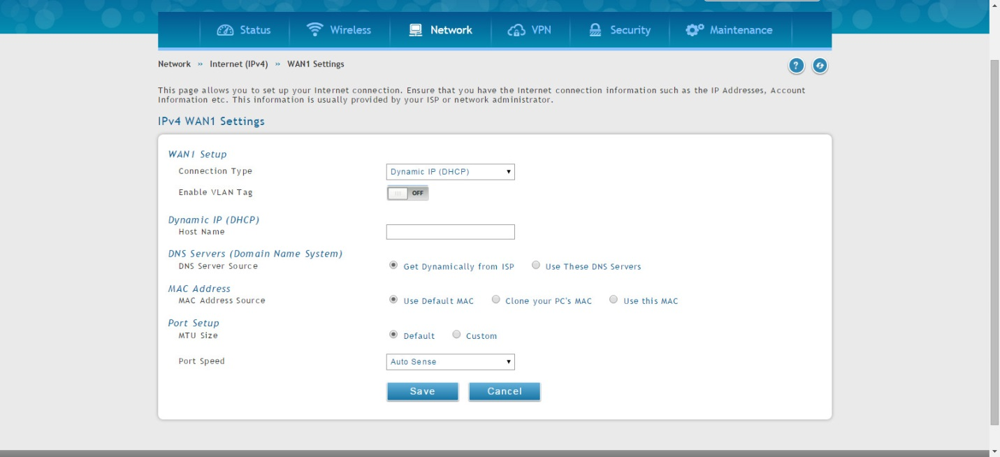 Status Wireless Network VPN Security Maintenance
Network » Internet (IPv4) » WAN1 Settings
?
This page allows you to set up your Internet connection. Ensure that you have the Internet connection information such as the IP Addresses, Account
Information etc. This information is usually provided by your ISP or network administrator.
IPv4 WAN1 Settings
WAN1 Setup
Connection Type Dynamic IP (DHCP)
Enable VLAN Tag OFF
Dynamic IP (DHCP)
Host Name
DNS Servers (Domain Name System)
DNS Server Source Get Dynamically from ISP Use These DNS Servers
MAC Address
MAC Address Source Use Default MAC Clone your PC's MAC Use this MAC
Port Setup
MTU Size Default Custom
Port Speed Auto Sense
Save Cancel